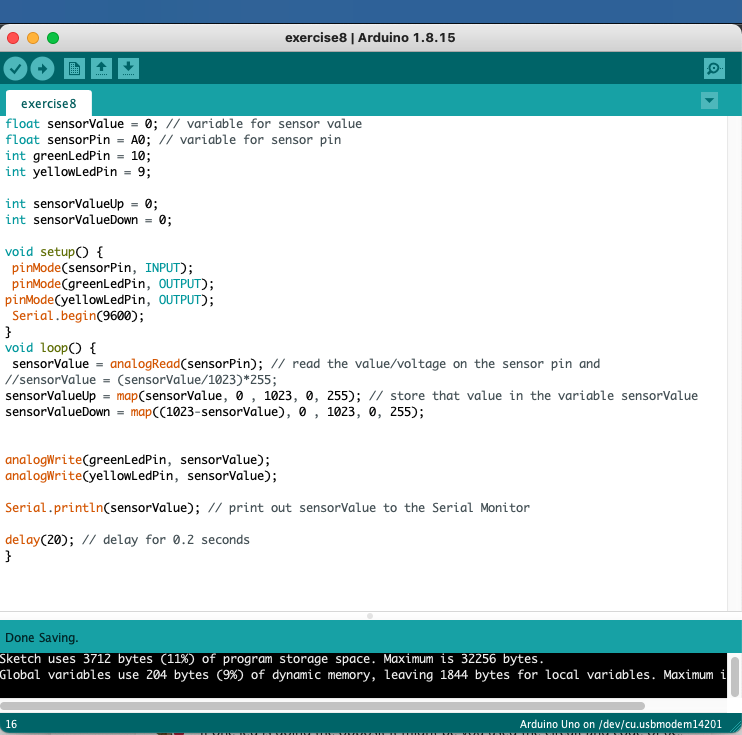 exercise8 | Arduino 1.8.15
exercise8
float sensorValue = 0; // variable for sensor value
float sensorPin = A0; // variable for sensor pin
int greenLedPin = 10;
int yellowLedPin = 9;
int sensorValueUp = 0;
int sensorValueDown = 0;
void setup() {
pinMode(sensorPin, INPUT);
pinMode(greenLedPin, OUTPUT);
pinMode(yellowLedPin, OUTPUT);
Serial.begin(9600);
}
void loop() {
sensorValue = analogRead(sensorPin); // read the value/voltage on the sensor pin and
//sensorValue = (sensorValue/1023)*255;
sensorValueUp = map(sensorValue, 0 , 1023, 0, 255); // store that value in the variable sensorValue
sensorValueDown = map((1023-sensorValue), 0 , 1023, 0, 255);
analogWrite(greenLedPin, sensorValue);
analogWrite(yellowLedPin, sensorValue);
Serial.println(sensorValue); // print out sensorValue to the Serial Monitor
delay(20); // delay for 0.2 seconds
}
Done Saving.
Sketch uses 3712 bytes (11%) of program storage space. Maximum is 32256 bytes.
Global variables use 204 bytes (9%) of dynamic memory, leaving 1844 bytes for local variables. Maximum i
16
Arduino Uno on /dev/cu.usbmodem14201